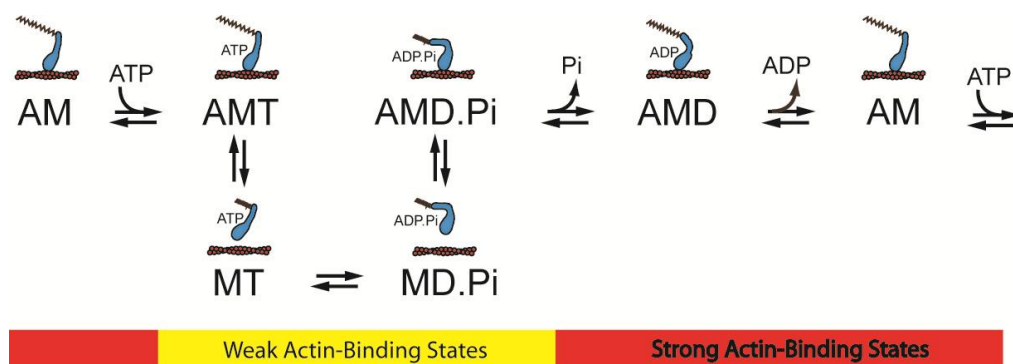 ATP ADP.Pi Pi ADP ADP ATP
ATP
AM AMT AMD.Pi AMD AM
ATP ADP.Pi
MT MD.Pi
Weak Actin-Binding States Strong Actin-Binding States